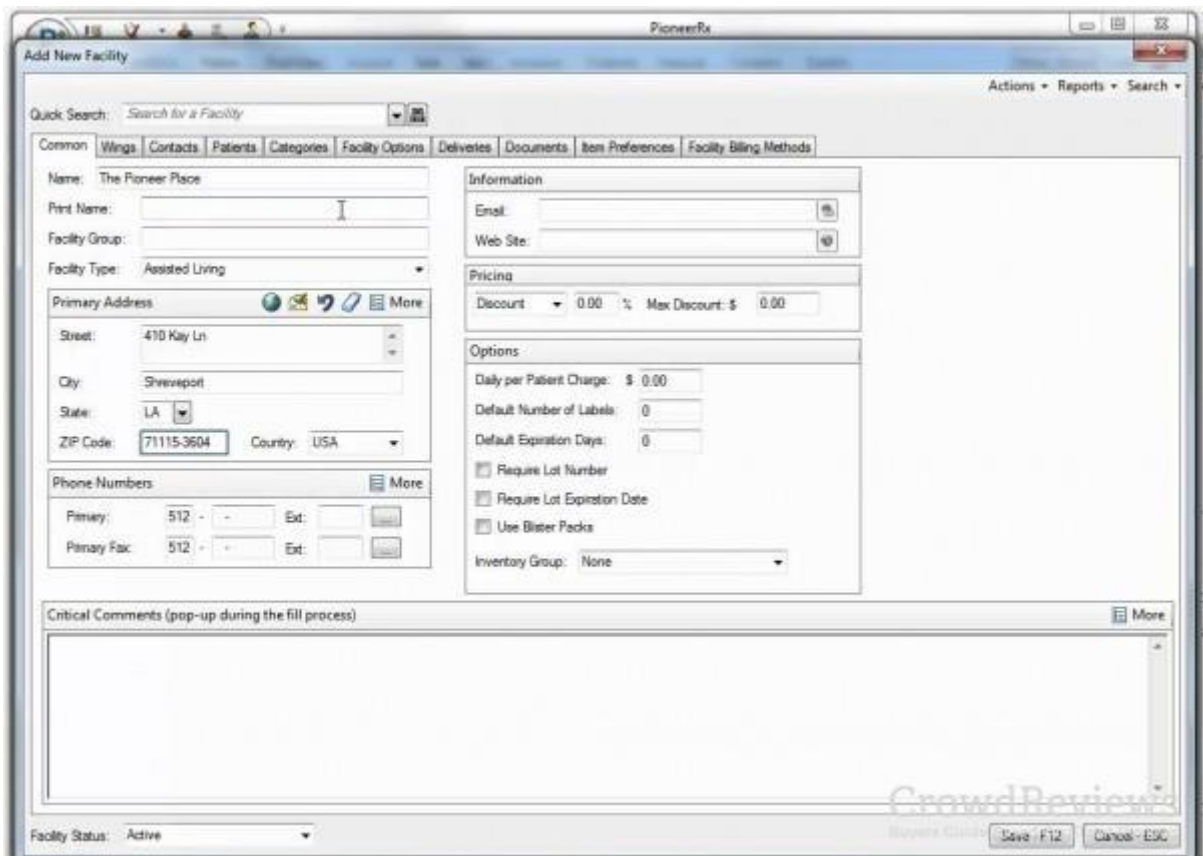 PioneerRx
Add New Facility
Actions Reports Search
Quick Search: Search for a Facility
Common Wings Contacts Patients Categories Facility Options Deliveries Documents Item Preferences Facility Billing Methods
Name: The Pioneer Place
Print Name:
Facility Group:
Facility Type: Assisted Living
Primary Address More
Street: 410 Kay Ln
City: Shreveport
State: LA
ZIP Code: 71115-3604 Country: USA
Phone Numbers More
Primary: 512 - - Ext:
Primary Fax: 512 - - Ext:
Information
Email:
Web Site:
Pricing
Discount 0.00 % Max Discount: $ 0.00
Options
Daily per Patient Charge: $ 0.00
Default Number of Labels: 0
Default Expiration Days: 0
Require Lot Number
Require Lot Expiration Date
Use Blister Packs
Inventory Group: None
Critical Comments (pop-up during the fill process) More
CrowdReviews
Facility Status: Active
Save - F12 Cancel - ESC